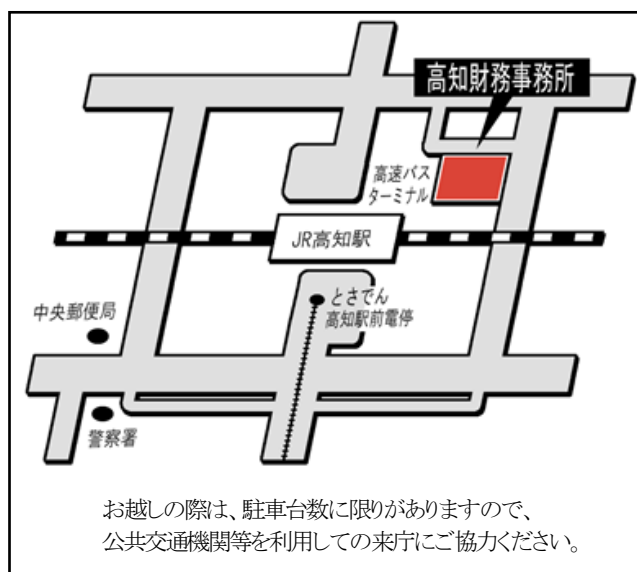 高知財務事務所
高速バス
ターミナル
JR高知駅
とさでん
高知駅前電停
中央郵便局
警察署
お越しの際は、駐車台数に限りがありますので、
公共交通機関等を利用しての来庁にご協力ください。